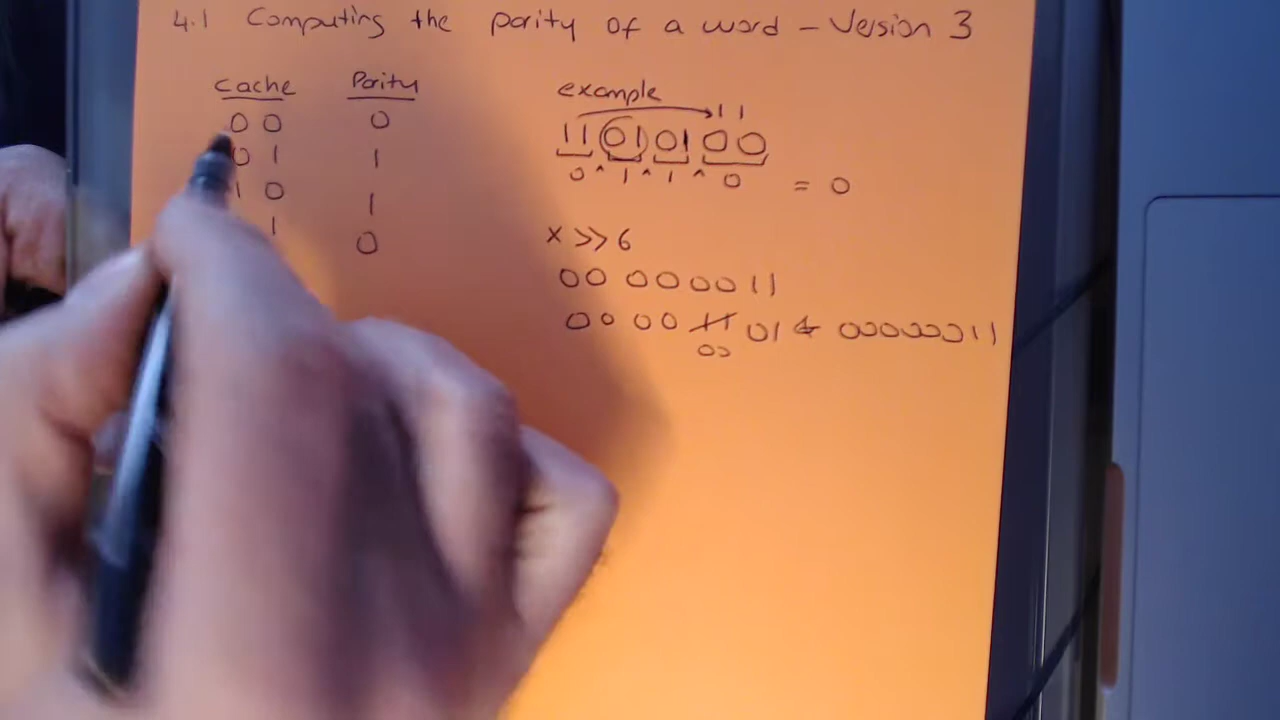 4.1 Computing the parity of a word - Version 3
Cache Parity
0 0 0
0 1 1
1 0 1
1 0
example
11
11 01 01 00
0 ^ 1 ^ 1 ^ 0 = 0
x >> 6
00 000011
00 00 11 01 & 00000011
00